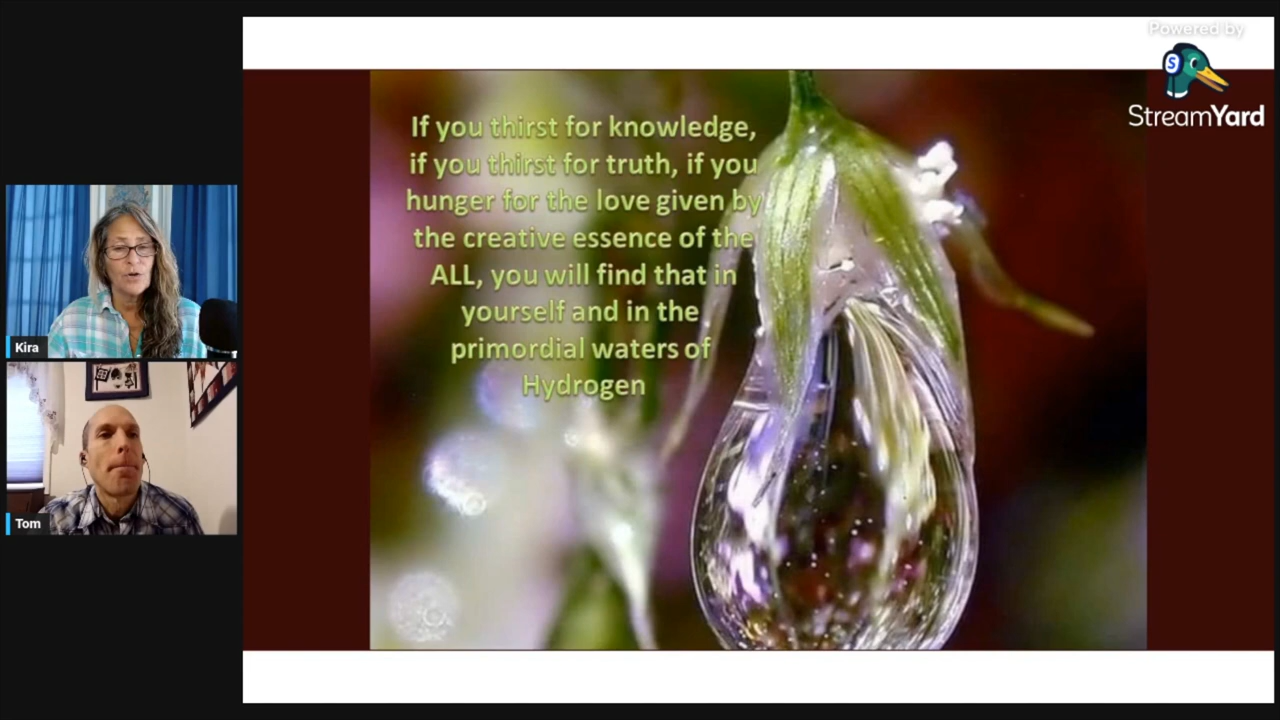 Powered by
S
StreamYard
If you thirst for knowledge,
if you thirst for truth, if you
hunger for the love given by
the creative essence of the
ALL, you will find that in
yourself and in the
primordial waters of
Hydrogen
Kira
Tom